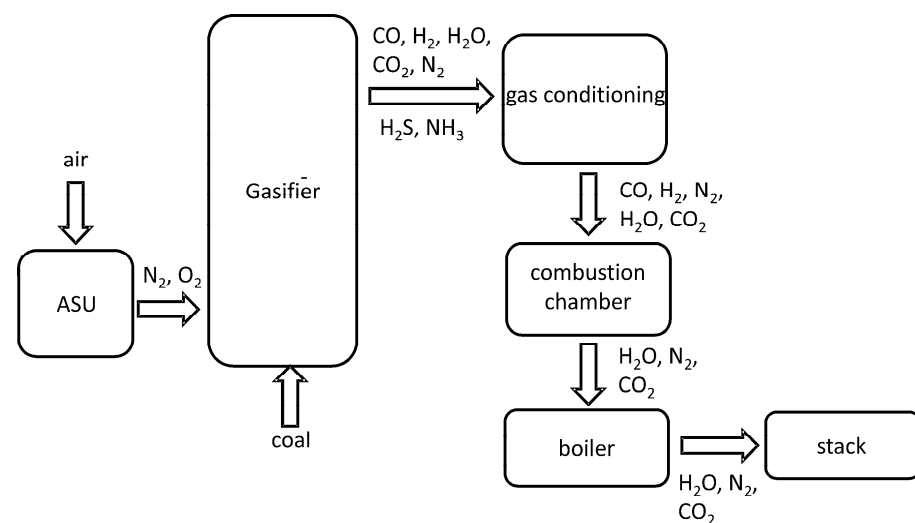 air
ASU
N₂, O₂
Gasifier
coal
CO, H₂, H₂O,
CO₂, N₂
H₂S, NH₃
gas conditioning
CO, H₂, N₂,
H₂O, CO₂
combustion
chamber
H₂O, N₂,
CO₂
boiler
H₂O, N₂,
CO₂
stack